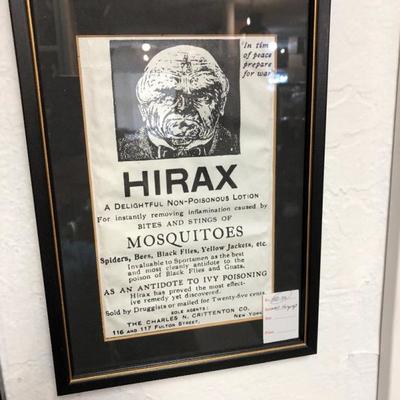 "In time
of peace
prepare
for war
HIRAX
A DELIGHTFUL NON-POISONOUS LOTION
For instantly removing inflamination caused by
BITES AND STINGS OF
MOSQUITOES
Spiders, Bees, Black Flies, Yellow Jackets, etc.
Invaluable to Sportsmen as the best
and most cleanly antidote to the
poison of Black Flies and Gnats.
AS AN ANTIDOTE TO IVY POISONING
Hirax has proved the most effect-
ive remedy yet discovered.
Sold by Druggists or mailed for Twenty-five cents.
SOLE AGENTS:
THE CHARLES N. CRITTENTON CO.
116 AND 117 FULTON STREET, NEW YORK